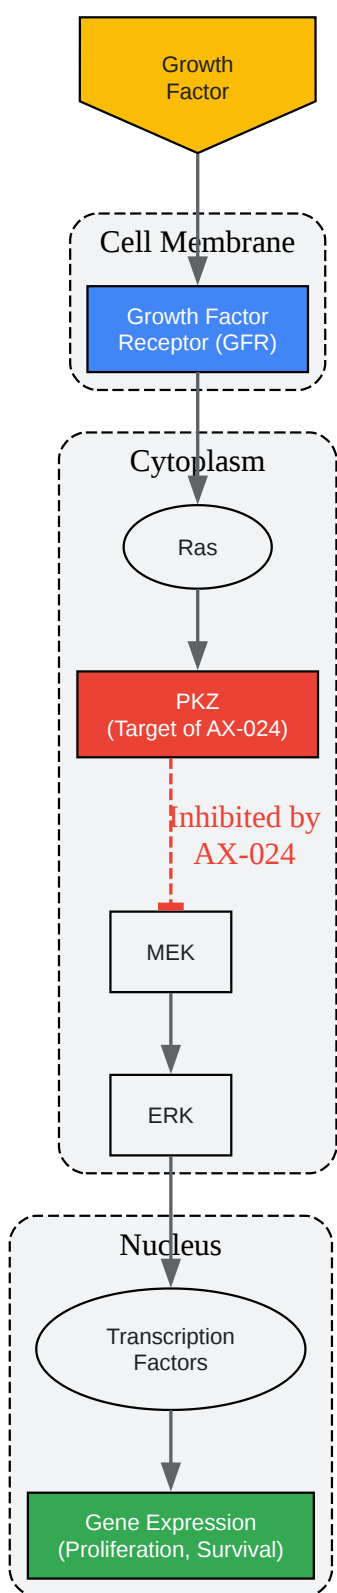 Growth
Factor
Cell Membrane
Growth Factor
Receptor (GFR)
Cytoplasm
Ras
PKZ
(Target of AX-024)
Inhibited by
AX-024
MEK
ERK
Nucleus
Transcription
Factors
Gene Expression
(Proliferation, Survival)